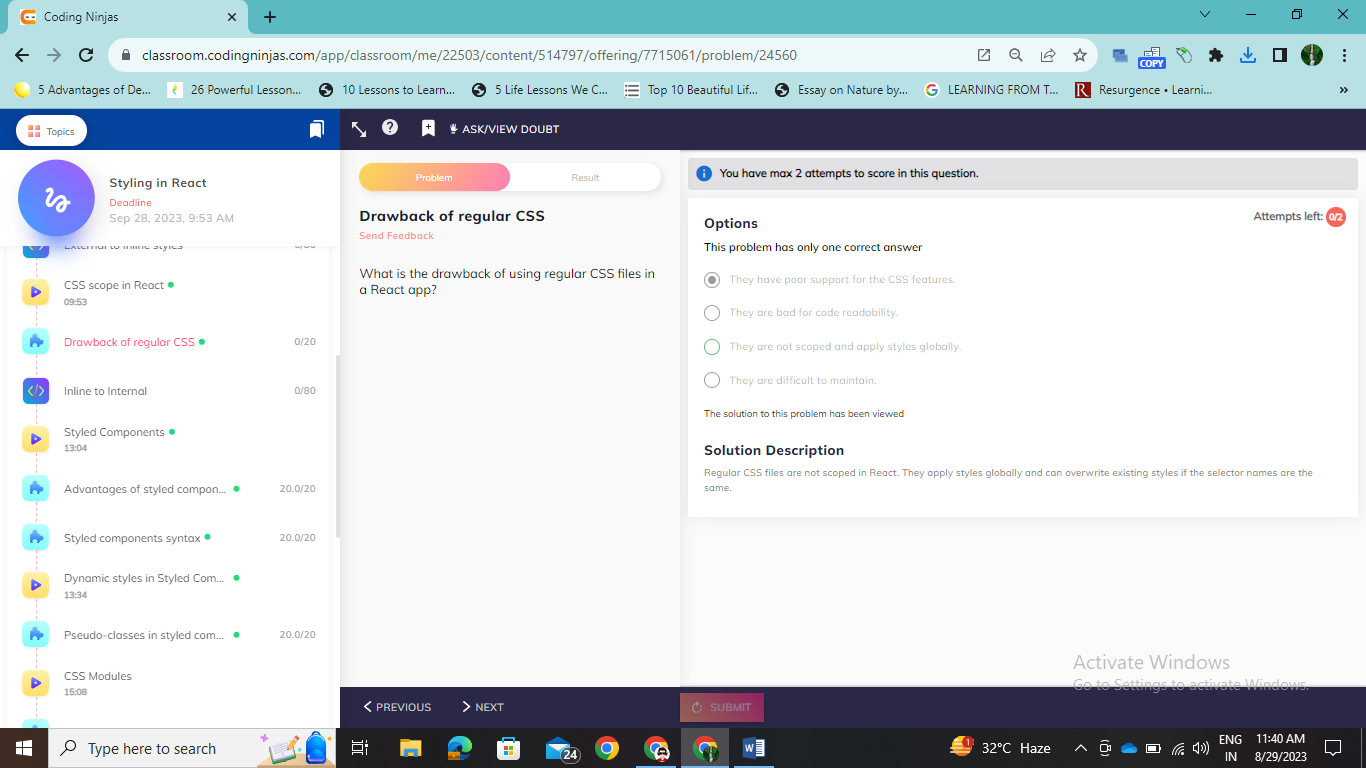 Coding Ninjas
classroom.codingninjas.com/app/classroom/me/22503/content/514797/offering/7715061/problem/24560
COPY
5 Advantages of De...
26 Powerful Lesson...
10 Lessons to Learn...
5 Life Lessons We C...
Top 10 Beautiful Lif...
Essay on Nature by...
LEARNING FROM T...
Resurgence • Learni...
Topics
ASK/VIEW DOUBT
Styling in React
Deadline
Sep 28, 2023, 9:53 AM
External to Inline styles
0/80
CSS scope in React
09:53
Drawback of regular CSS
0/20
Inline to Internal
0/80
Styled Components
13:04
Advantages of styled compon...
20.0/20
Styled components syntax
20.0/20
Dynamic styles in Styled Com...
13:34
Pseudo-classes in styled com...
20.0/20
CSS Modules
15:08
Problem
Result
Drawback of regular CSS
Send Feedback
What is the drawback of using regular CSS files in
a React app?
You have max 2 attempts to score in this question.
Options
Attempts left: 0/2
This problem has only one correct answer
They have poor support for the CSS features.
They are bad for code readability.
They are not scoped and apply styles globally.
They are difficult to maintain.
The solution to this problem has been viewed
Solution Description
Regular CSS files are not scoped in React. They apply styles globally and can overwrite existing styles if the selector names are the
same.
Activate Windows
Go to Settings to activate Windows.
PREVIOUS
NEXT
SUBMIT
Type here to search
24
1
32°C Haze
ENG
IN
11:40 AM
8/29/2023